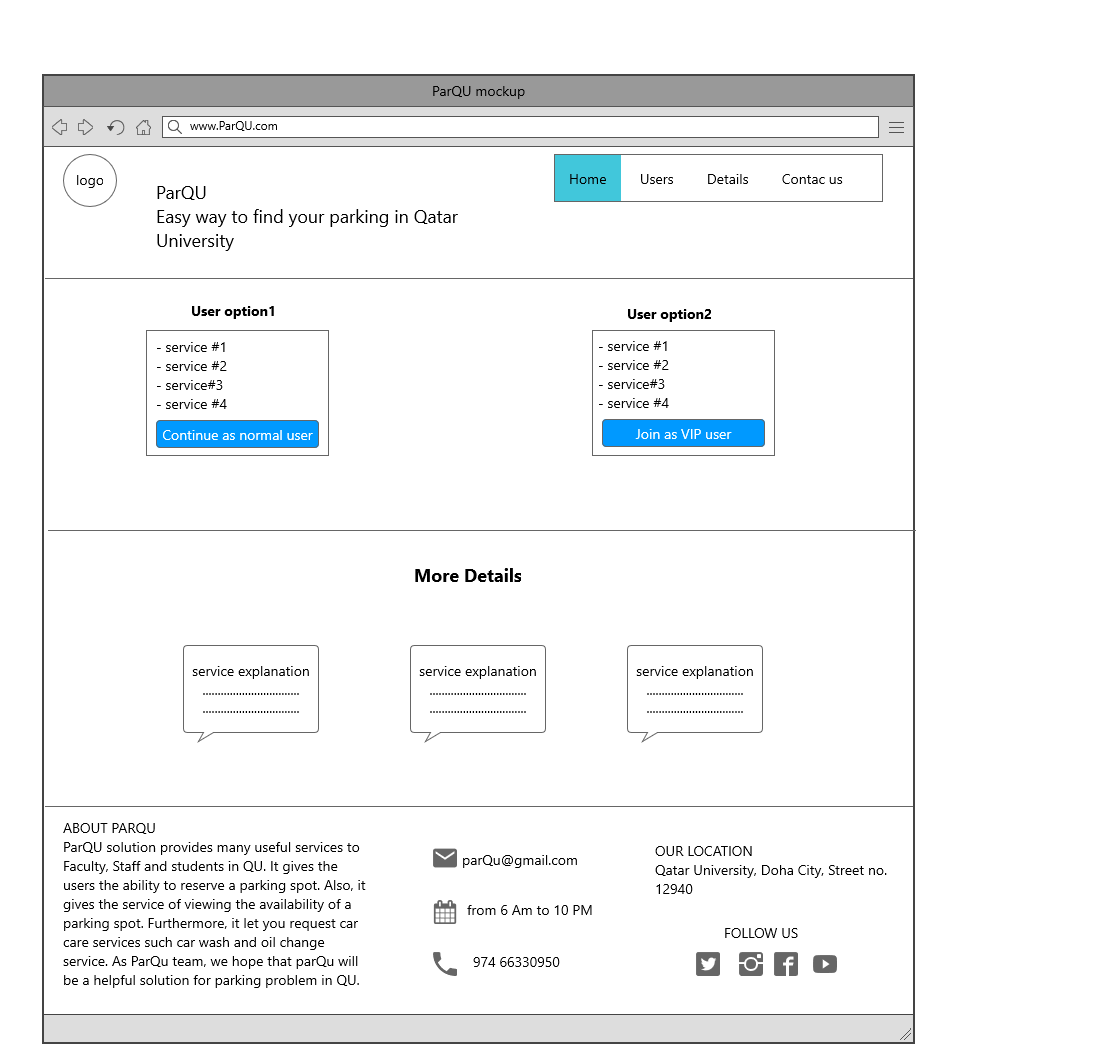 ParQU mockup
www.ParQU.com
logo
ParQU
Easy way to find your parking in Qatar
University
Home Users Details Contac us
User option1
- service #1
- service #2
- service#3
- service #4
Continue as normal user
User option2
- service #1
- service #2
- service#3
- service #4
Join as VIP user
More Details
service explanation
................................
................................
service explanation
................................
................................
service explanation
................................
................................
ABOUT PARQU
ParQU solution provides many useful services to
Faculty, Staff and students in QU. It gives the
users the ability to reserve a parking spot. Also, it
gives the service of viewing the availability of a
parking spot. Furthermore, it let you request car
care services such car wash and oil change
service. As ParQu team, we hope that parQu will
be a helpful solution for parking problem in QU.
parQu@gmail.com
from 6 Am to 10 PM
974 66330950
OUR LOCATION
Qatar University, Doha City, Street no.
12940
FOLLOW US